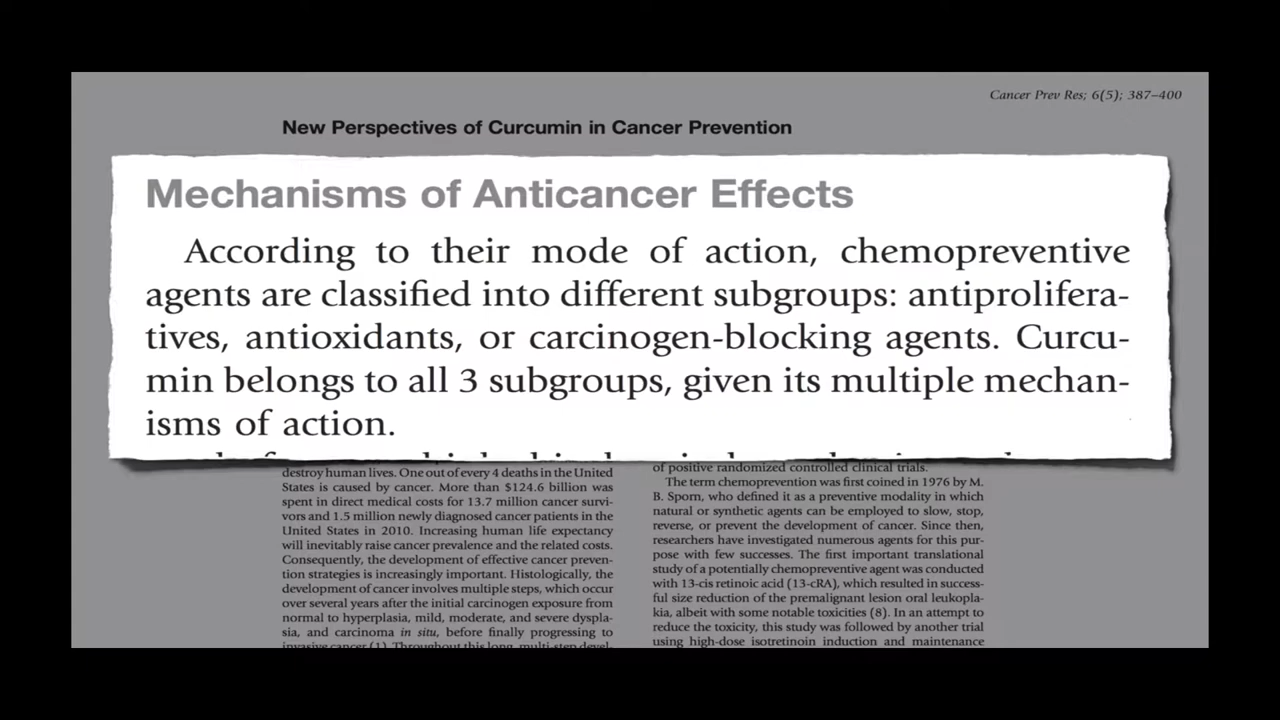 Cancer Prev Res; 6(5); 387–400
New Perspectives of Curcumin in Cancer Prevention
Mechanisms of Anticancer Effects
According to their mode of action, chemopreventive
agents are classified into different subgroups: antiprolifera-
tives, antioxidants, or carcinogen-blocking agents. Curcu-
min belongs to all 3 subgroups, given its multiple mechan-
isms of action.
destroy human lives. One out of every 4 deaths in the United
States is caused by cancer. More than $124.6 billion was
spent in direct medical costs for 13.7 million cancer survi-
vors and 1.5 million newly diagnosed cancer patients in the
United States in 2010. Increasing human life expectancy
will inevitably raise cancer prevalence and the related costs.
Consequently, the development of effective cancer preven-
tion strategies is increasingly important. Histologically, the
development of cancer involves multiple steps, which occur
over several years after the initial carcinogen exposure from
normal to hyperplasia, mild, moderate, and severe dyspla-
sia, and carcinoma in situ, before finally progressing to
invasive cancer (1). Throughout this long, multi-step devel-
of positive randomized controlled clinical trials.
The term chemoprevention was first coined in 1976 by M.
B. Sporn, who defined it as a preventive modality in which
natural or synthetic agents can be employed to slow, stop,
reverse, or prevent the development of cancer. Since then,
researchers have investigated numerous agents for this pur-
pose with few successes. The first important translational
study of a potentially chemopreventive agent was conducted
with 13-cis retinoic acid (13-cRA), which resulted in success-
ful size reduction of the premalignant lesion oral leukopla-
kia, albeit with some notable toxicities (8). In an attempt to
reduce the toxicity, this study was followed by another trial
using high-dose isotretinoin induction and maintenance